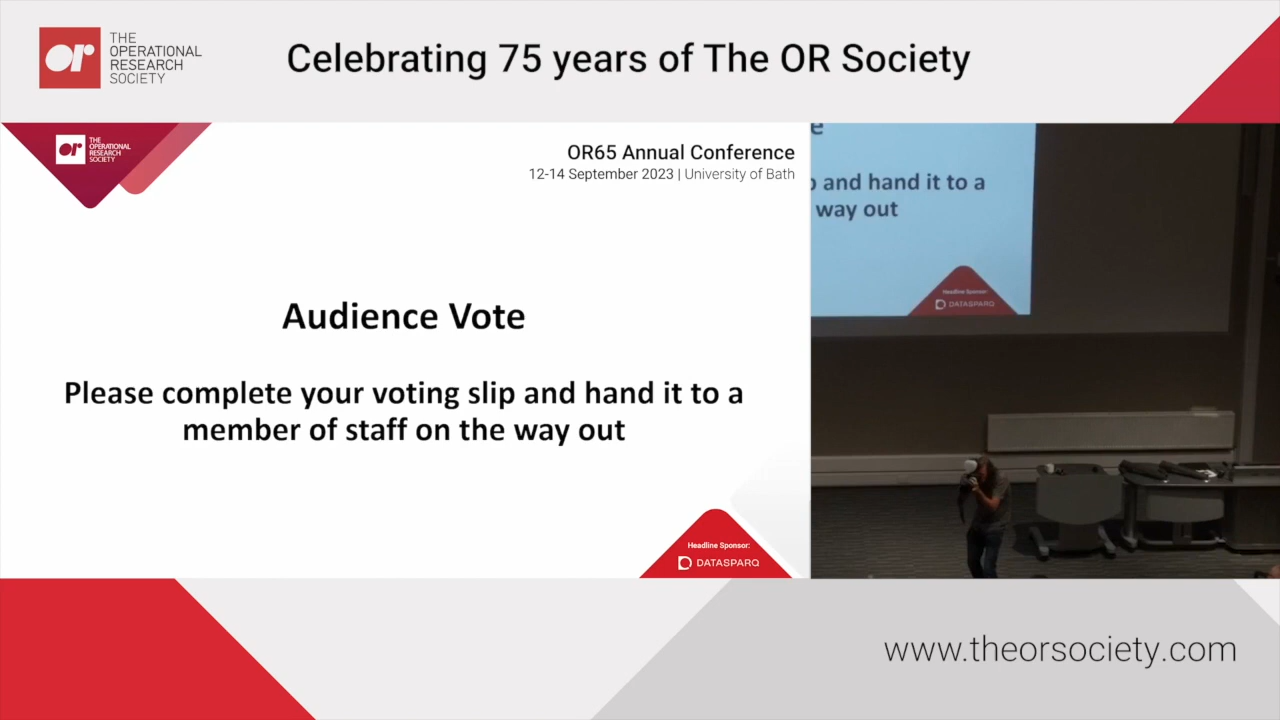 or THE
OPERATIONAL
RESEARCH
SOCIETY
Celebrating 75 years of The OR Society
or THE
OPERATIONAL
RESEARCH
SOCIETY
OR65 Annual Conference
12-14 September 2023 | University of Bath
Audience Vote
Please complete your voting slip and hand it to a
member of staff on the way out
Headline Sponsor:
DATASPARQ
e
p and hand it to a
way out
Headline Sponsor:
DATASPARQ
www.theorsociety.com